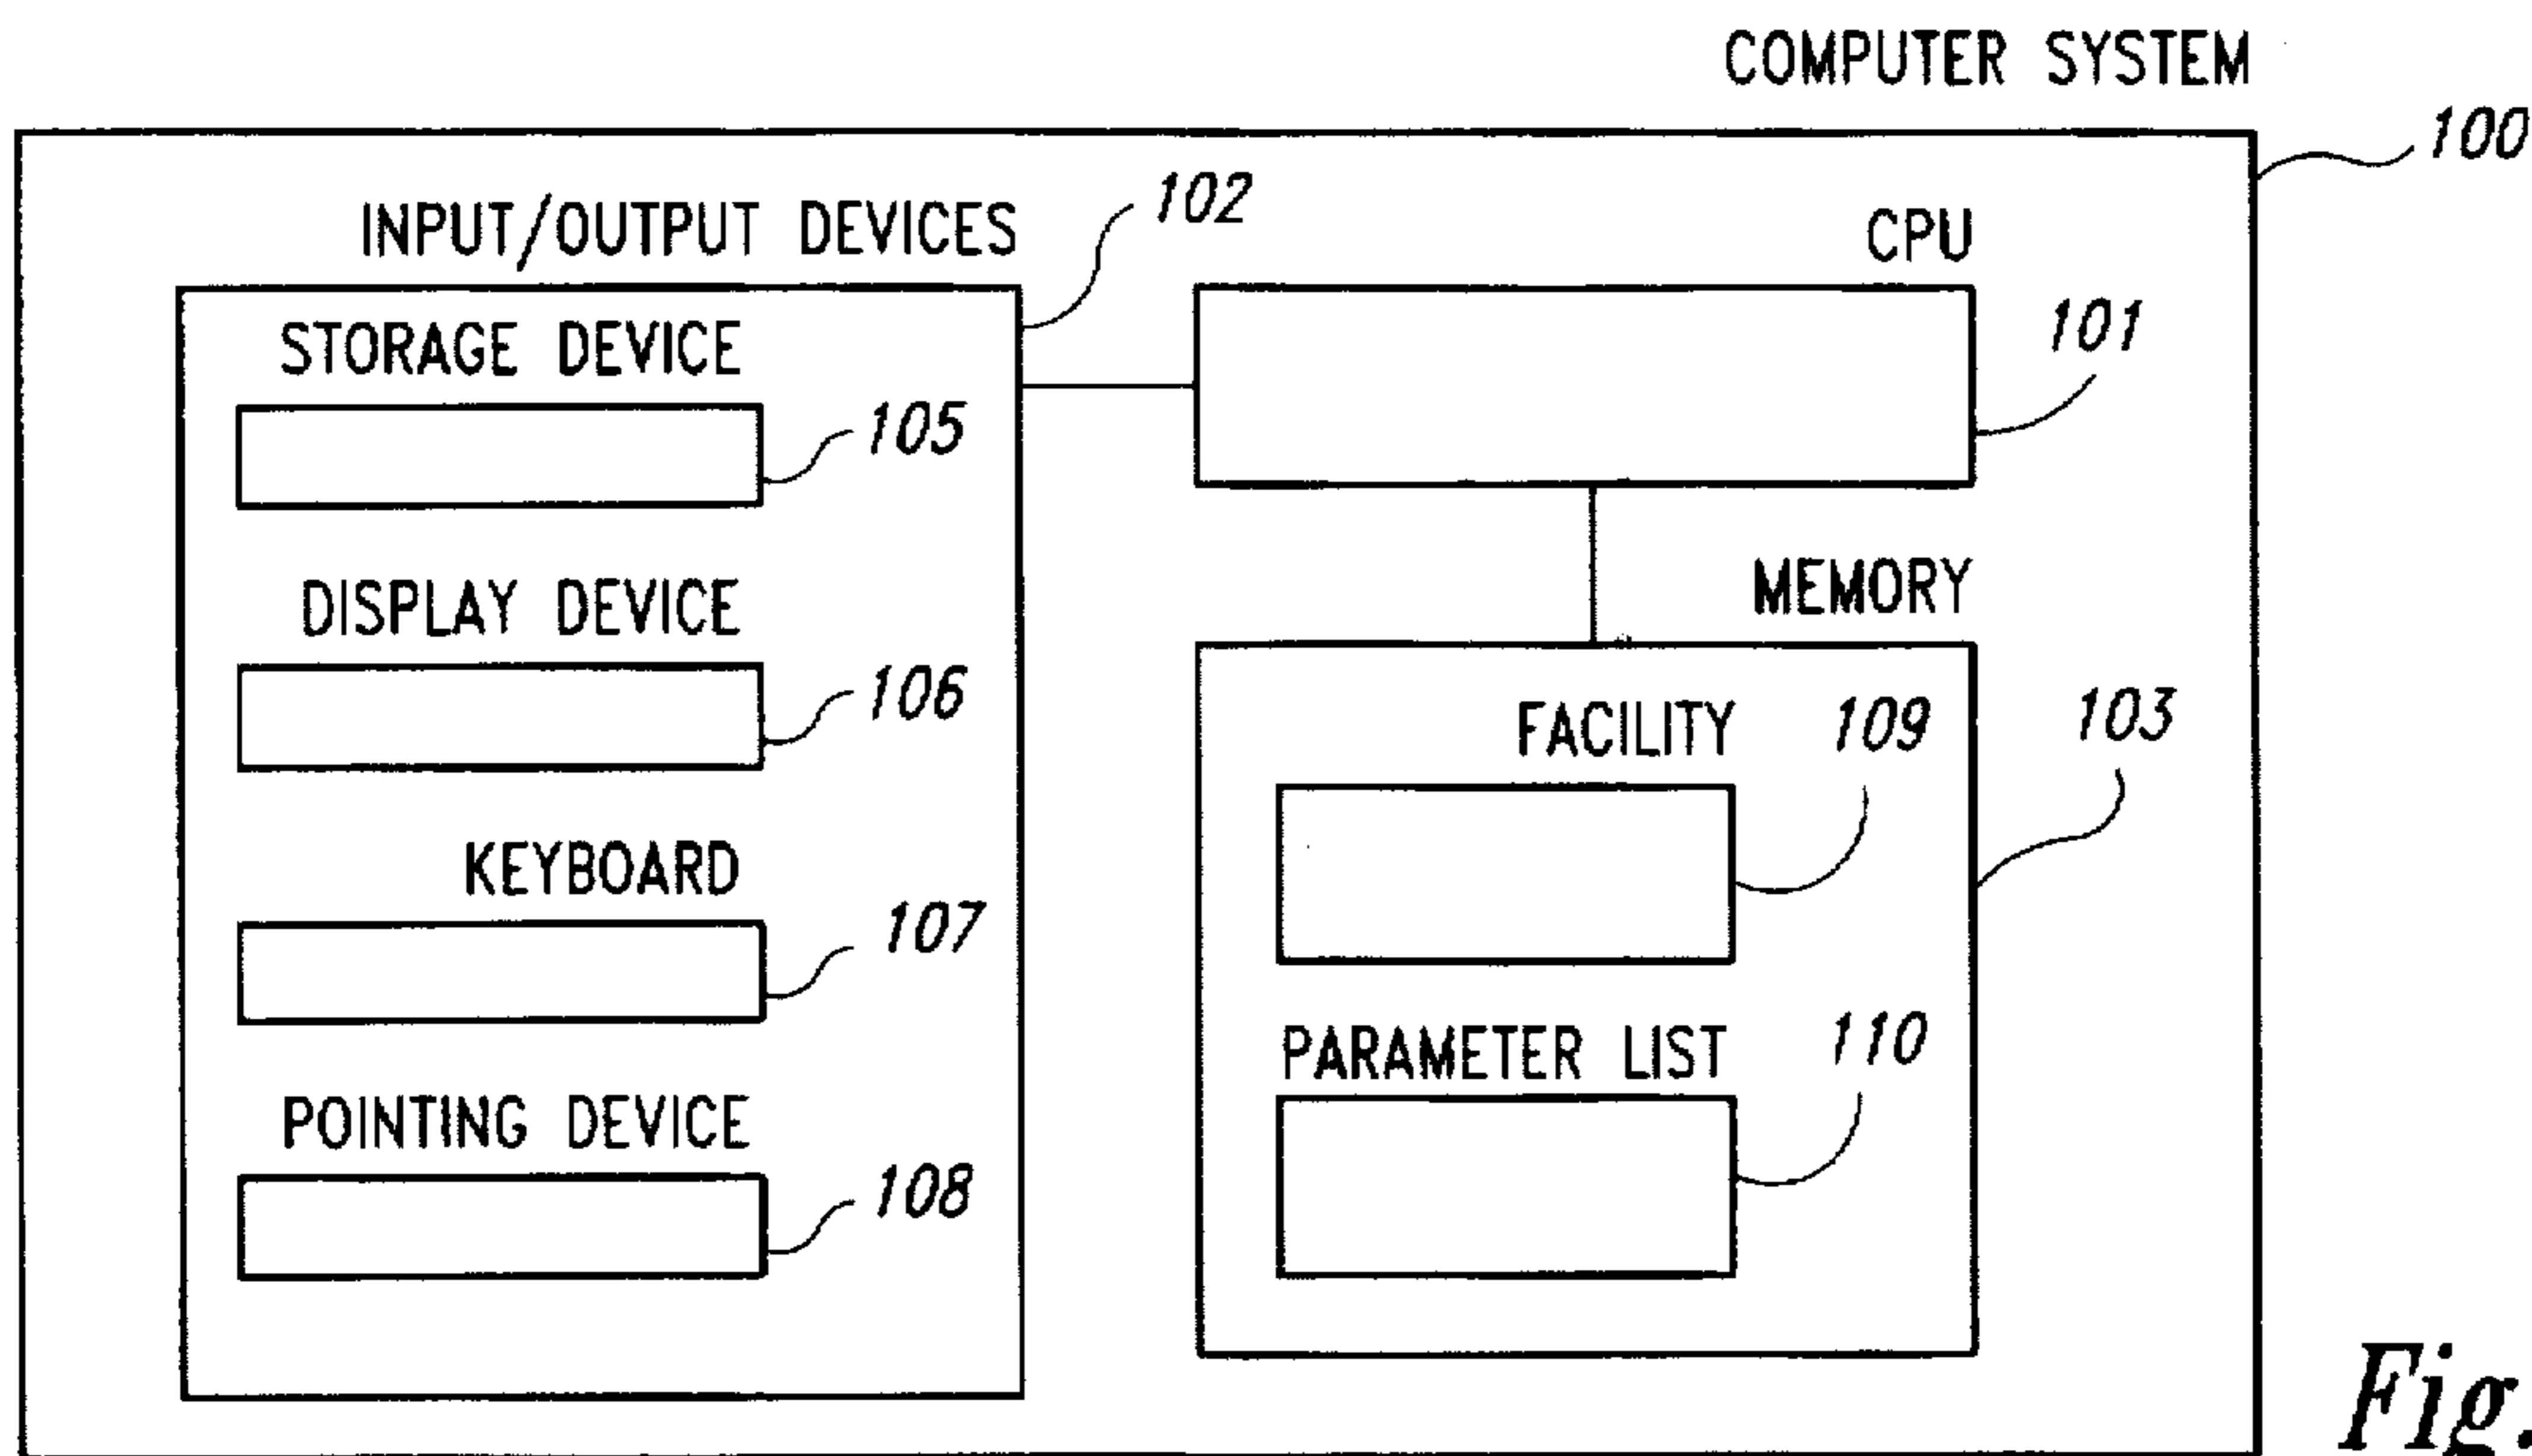 COMPUTER SYSTEM
100
INPUT/OUTPUT DEVICES
102
CPU
101
STORAGE DEVICE
105
DISPLAY DEVICE
106
KEYBOARD
107
POINTING DEVICE
108
MEMORY
103
FACILITY
109
PARAMETER LIST
110
Fig.